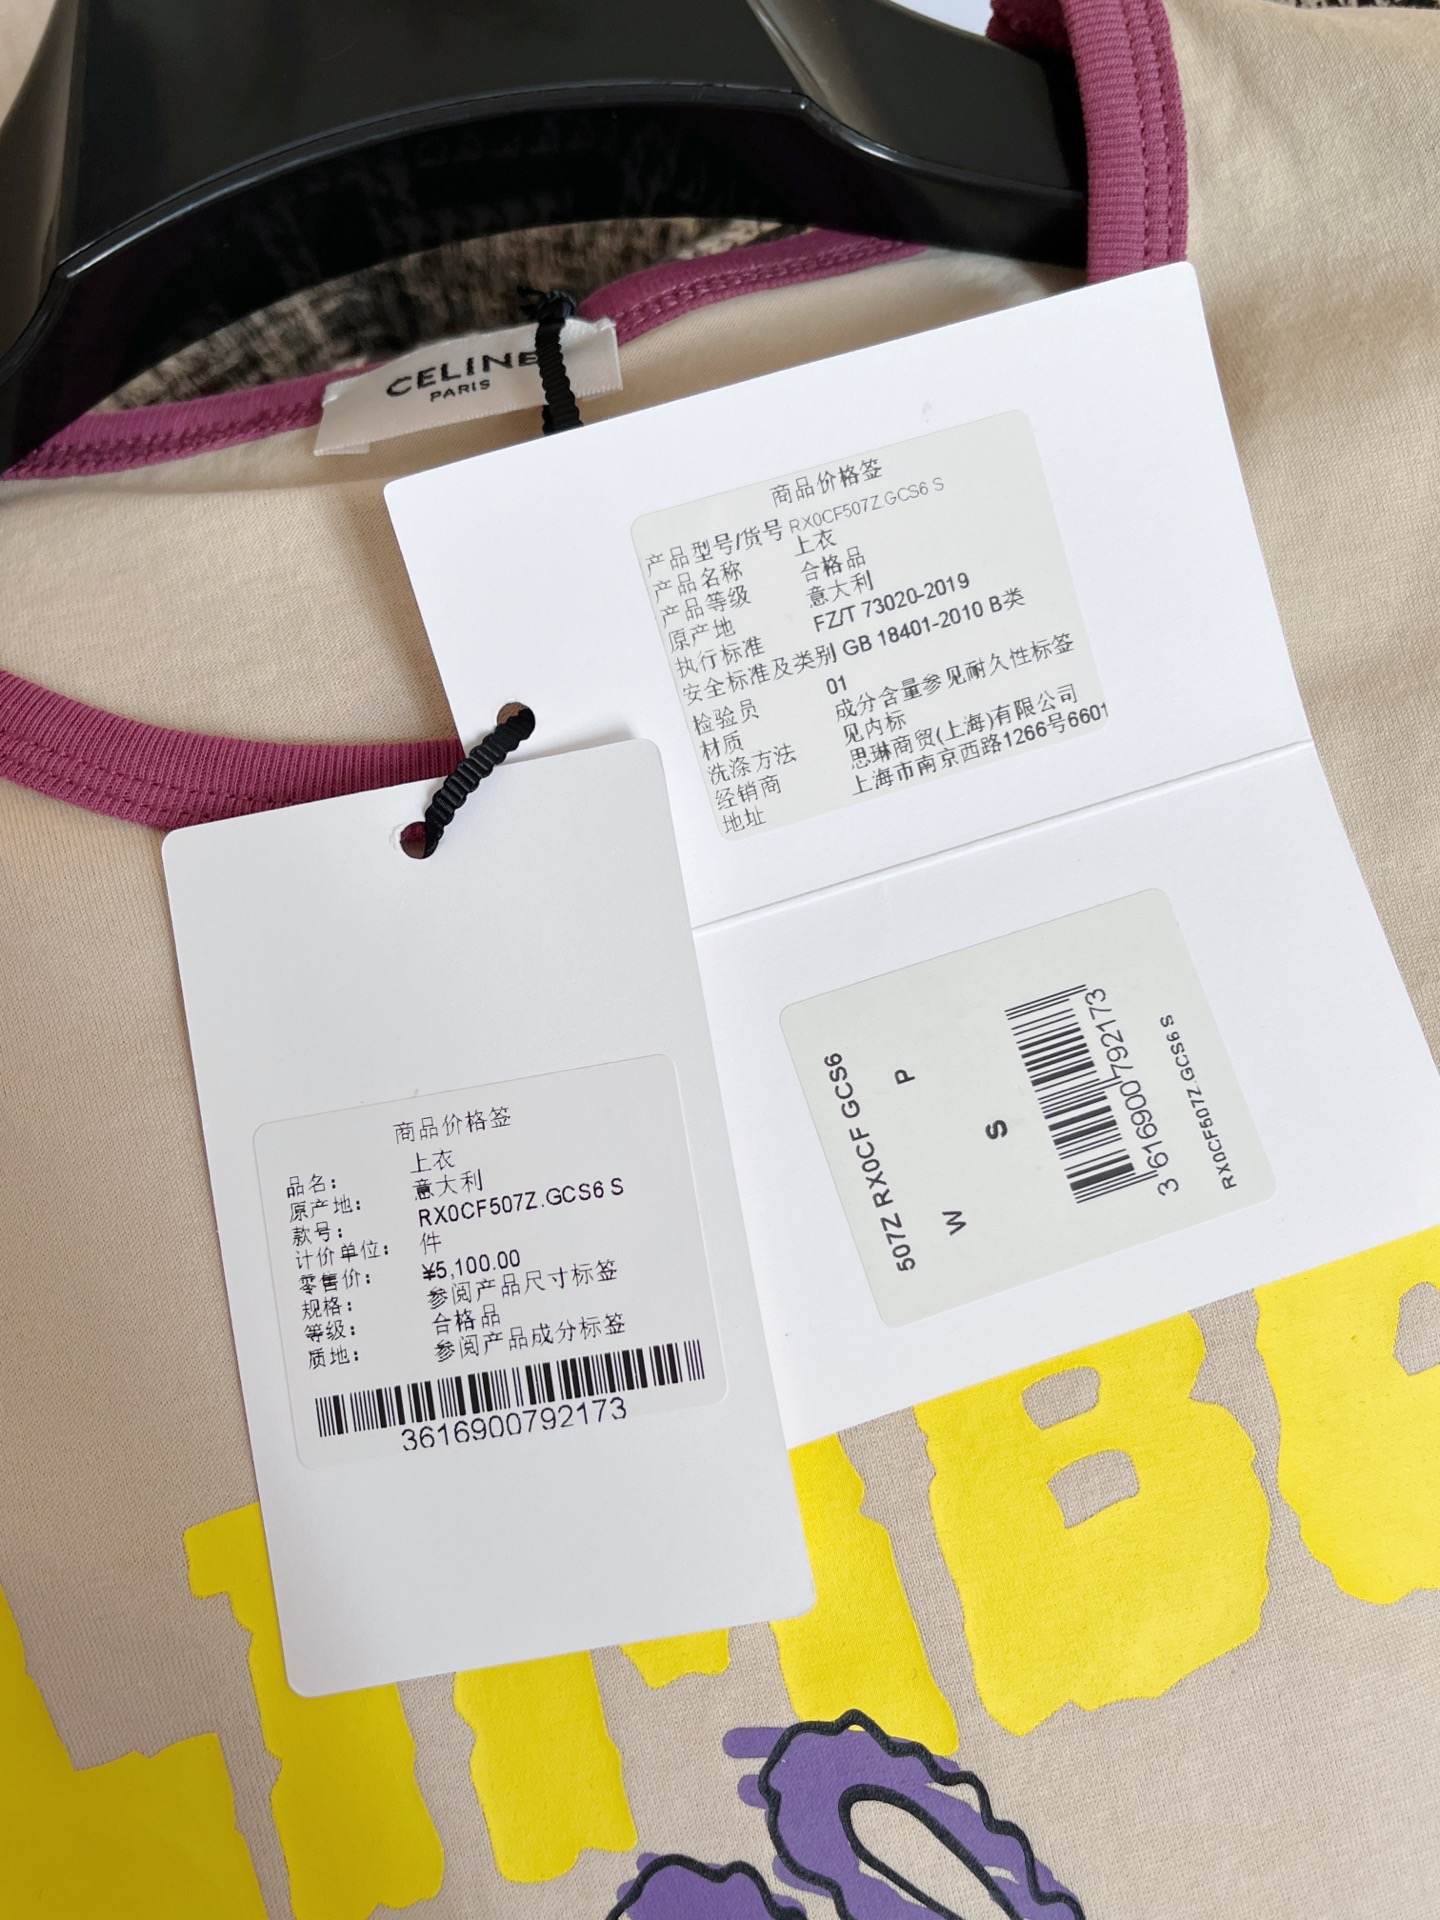 CELINE
PARIS
商品价格签
产品型号/货号 RX0CF507Z.GCS6 S
产品名称 上衣
产品等级 合格品
原产地 意大利
执行标准 FZ/T 73020-2019
安全标准及类别 GB 18401-2010 B类
检验员 01
材质 成分含量参见耐久性标签
洗涤方法 见内标
经销商 思琳商贸(上海)有限公司
地址 上海市南京西路1266号6601
商品价格签
品名: 上衣
原产地: 意大利
款号: RX0CF507Z.GCS6 S
计价单位: 件
零售价: ¥5,100.00
规格: 参阅产品尺寸标签
等级: 合格品
质地: 参阅产品成分标签
3616900792173
507Z RX0CF GCS6
W P
S
3 616900 792173
RX0CF507Z.GCS6 S